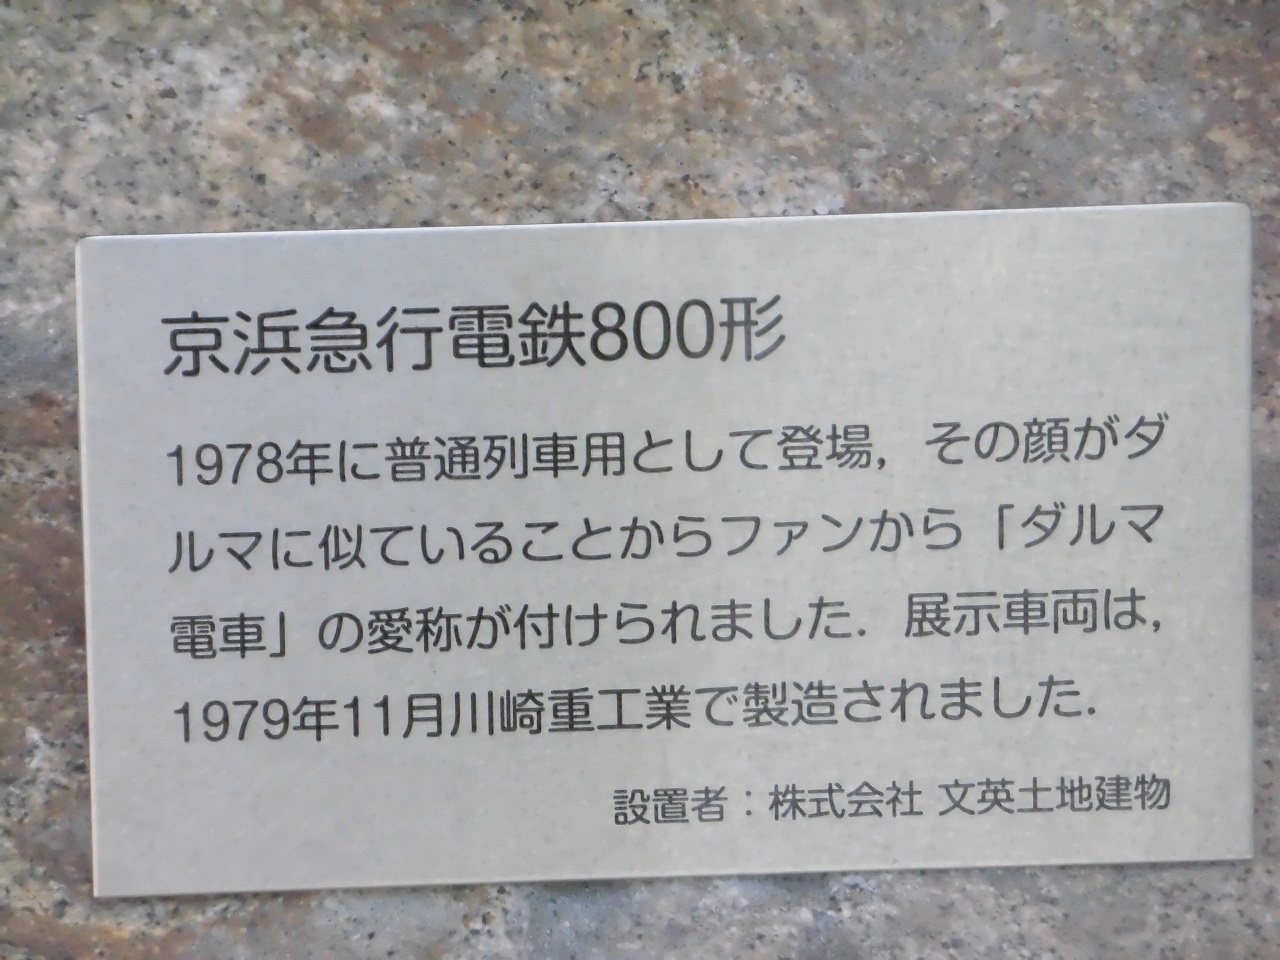 京浜急行電鉄800形
1978年に普通列車用として登場，その顔がダ
ルマに似ていることからファンから「ダルマ
電車」の愛称が付けられました．展示車両は，
1979年11月川崎重工業で製造されました．
設置者：株式会社 文英土地建物